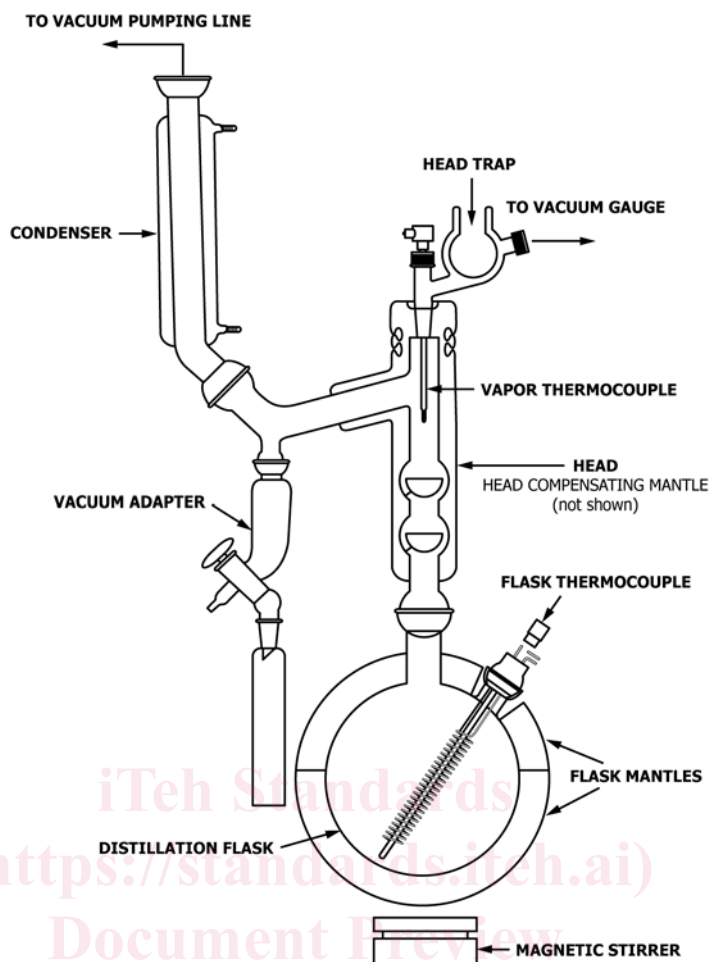 TO VACUUM PUMPING LINE
HEAD TRAP
TO VACUUM GAUGE
CONDENSER
VAPOR THERMOCOUPLE
HEAD
HEAD COMPENSATING MANTLE
(not shown)
VACUUM ADAPTER
FLASK THERMOCOUPLE
FLASK MANTLES
iTeh Standards
DISTILLATION FLASK
https://standards.iteh.ai)
Document Preview
MAGNETIC STIRRER